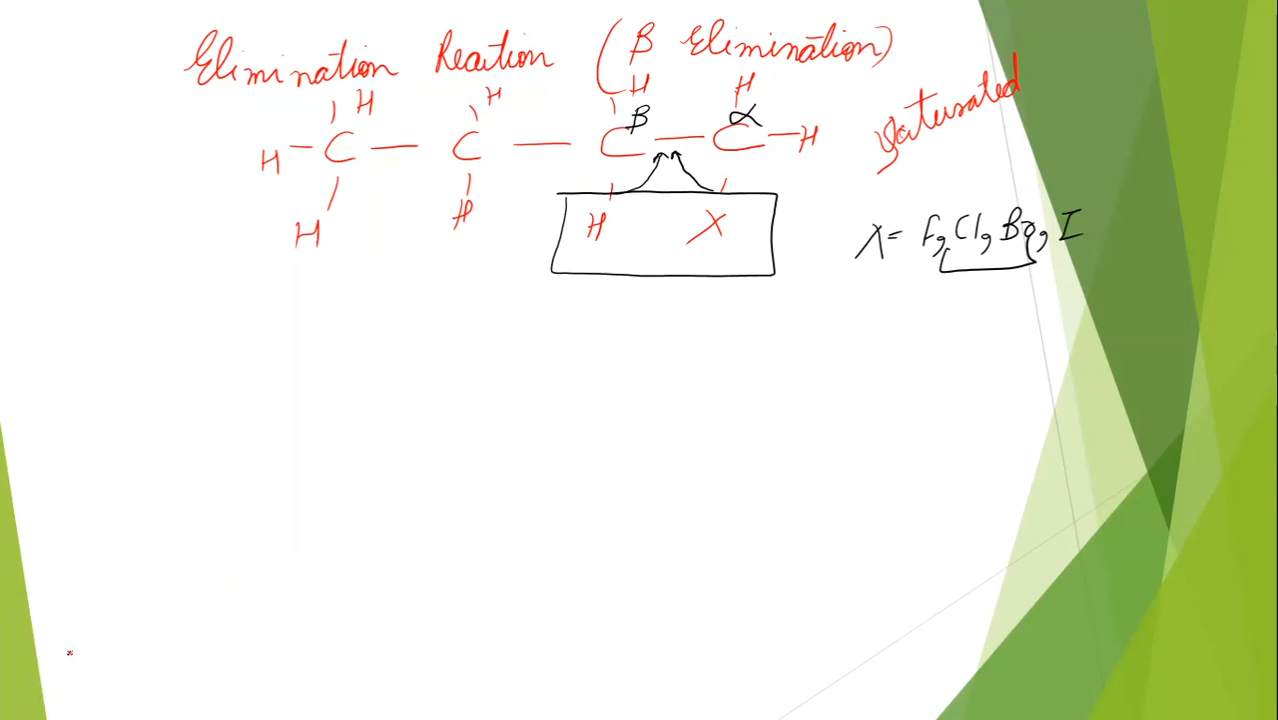 Elimination Reaction (β Elimination)
H H H H
H – C – C – C β – C α – H
H H H X
Saturated
X = F, Cl, Br, I